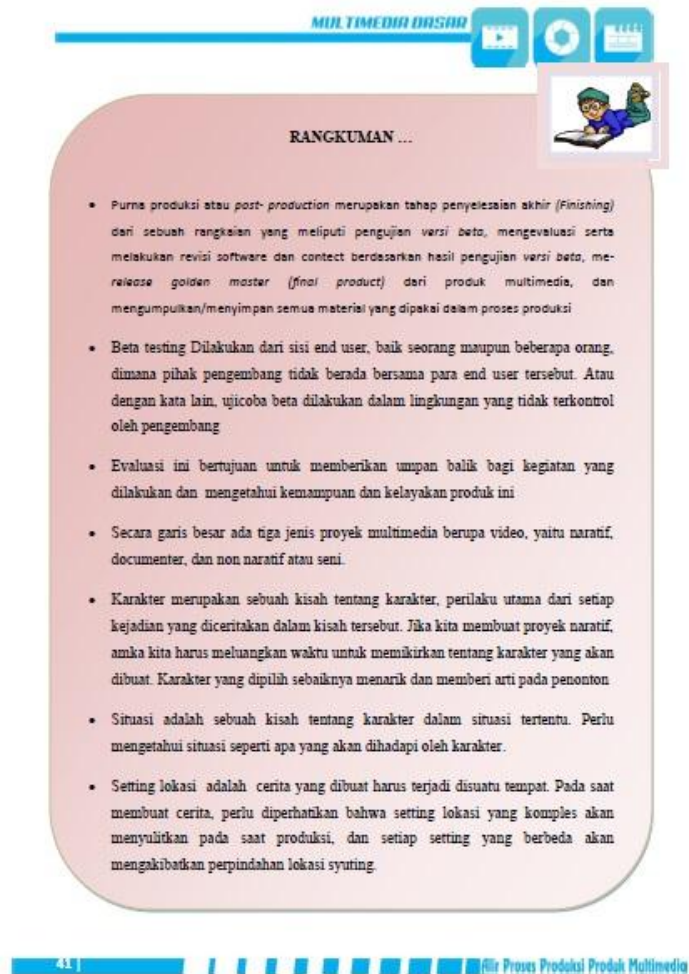 MULTIMEDIA DASAR
RANGKUMAN ...
• Purna produksi atau post- production merupakan tahap penyelesaian akhir (Finishing)
dari sebuah rangkaian yang meliputi pengujian versi beta, mengevaluasi serta
melakukan revisi software dan contect berdasarkan hasil pengujian versi beta, me-
release golden master (final product) dari produk multimedia, dan
mengumpulkan/menyimpan semua material yang dipakai dalam proses produksi
• Beta testing Dilakukan dari sisi end user, baik seorang maupun beberapa orang,
dimana pihak pengembang tidak berada bersama para end user tersebut. Atau
dengan kata lain, ujicoba beta dilakukan dalam lingkungan yang tidak terkontrol
oleh pengembang
• Evaluasi ini bertujuan untuk memberikan umpan balik bagi kegiatan yang
dilakukan dan mengetahui kemampuan dan kelayakan produk ini
• Secara garis besar ada tiga jenis proyek multimedia berupa video, yaitu naratif,
documenter, dan non naratif atau seni.
• Karakter merupakan sebuah kisah tentang karakter, perilaku utama dari setiap
kejadian yang diceritakan dalam kisah tersebut. Jika kita membuat proyek naratif,
amka kita harus meluangkan waktu untuk memikirkan tentang karakter yang akan
dibuat. Karakter yang dipilih sebaiknya menarik dan memberi arti pada penonton
• Situasi adalah sebuah kisah tentang karakter dalam situasi tertentu. Perlu
mengetahui situasi seperti apa yang akan dihadapi oleh karakter.
• Setting lokasi adalah cerita yang dibuat harus terjadi disuatu tempat. Pada saat
membuat cerita, perlu diperhatikan bahwa setting lokasi yang komples akan
menyulitkan pada saat produksi, dan setiap setting yang berbeda akan
mengakibatkan perpindahan lokasi syuting.
41 | Alir Proses Produksi Produk Multimedia